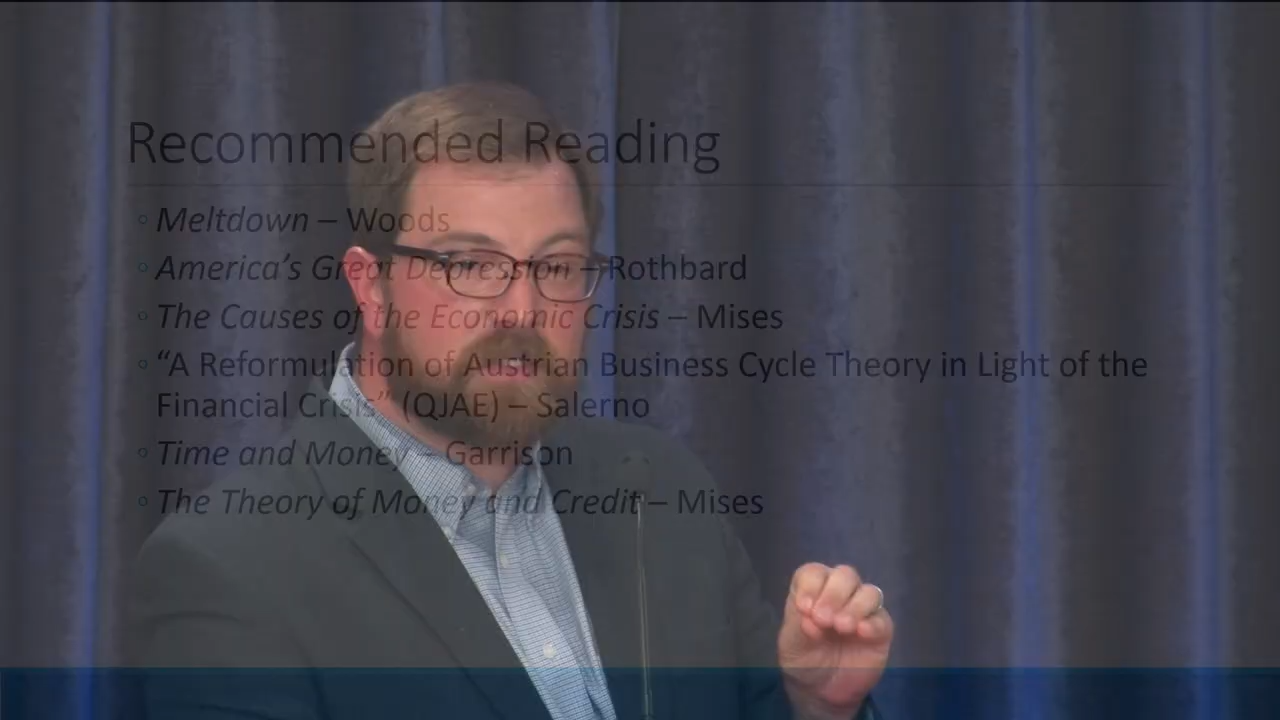 Recommended Reading
Meltdown – Woods
America's Great Depression – Rothbard
The Causes of the Economic Crisis – Mises
“A Reformulation of Austrian Business Cycle Theory in Light of the
Financial Crisis” (QJAE) – Salerno
Time and Money – Garrison
The Theory of Money and Credit – Mises